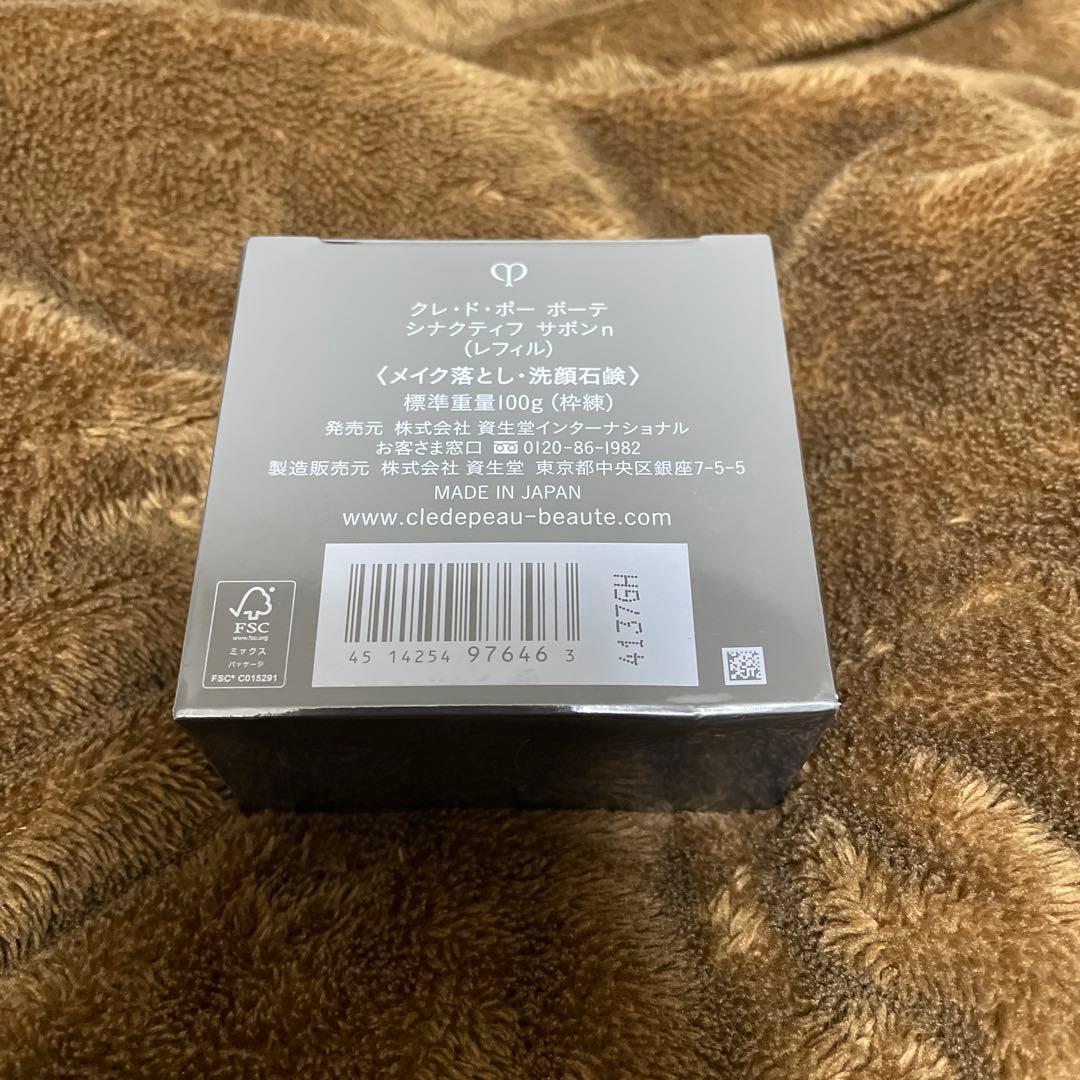 クレ・ド・ポー ボーテ
シナクティフ サボンn
(レフィル)
〈メイク落とし・洗顔石鹸〉
標準重量100g (枠練)
発売元 株式会社 資生堂インターナショナル
お客さま窓口 0120-86-1982
製造販売元 株式会社 資生堂 東京都中央区銀座7-5-5
MADE IN JAPAN
www.cledepeau-beaute.com
FSC
www.fsc.org
ミックス
パッケージ
FSC® C015291
45 14254 97646 3
4137GH